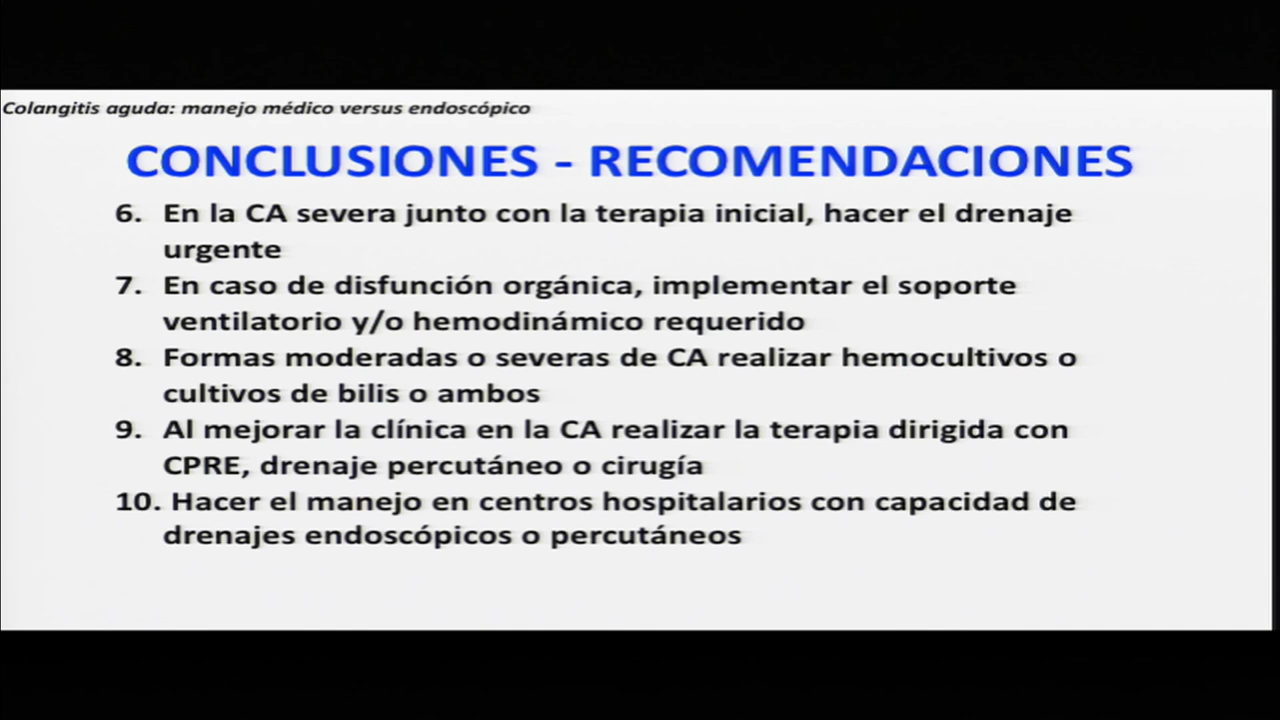 Colangitis aguda: manejo médico versus endoscópico
CONCLUSIONES - RECOMENDACIONES
6. En la CA severa junto con la terapia inicial, hacer el drenaje
urgente
7. En caso de disfunción orgánica, implementar el soporte
ventilatorio y/o hemodinámico requerido
8. Formas moderadas o severas de CA realizar hemocultivos o
cultivos de bilis o ambos
9. Al mejorar la clínica en la CA realizar la terapia dirigida con
CPRE, drenaje percutáneo o cirugía
10. Hacer el manejo en centros hospitalarios con capacidad de
drenajes endoscópicos o percutáneos